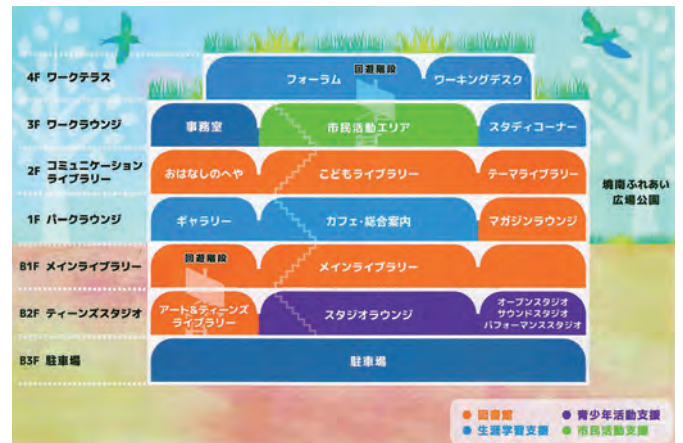 4F ワークテラス
フォーラム
回遊階段
ワーキングデスク
3F ワークラウンジ
事務室
市民活動エリア
スタディコーナー
2F コミュニケーション
ライブラリー
おはなしのへや
こどもライブラリー
テーマライブラリー
1F パークラウンジ
ギャラリー
カフェ・総合案内
マガジンラウンジ
境南ふれあい
広場公園
B1F メインライブラリー
回遊階段
メインライブラリー
B2F ティーンズスタジオ
アート&ティーンズ
ライブラリー
スタジオラウンジ
オープンスタジオ
サウンドスタジオ
パフォーマンススタジオ
B3F 駐車場
駐車場
図書館
青少年活動支援
生涯学習支援
市民活動支援